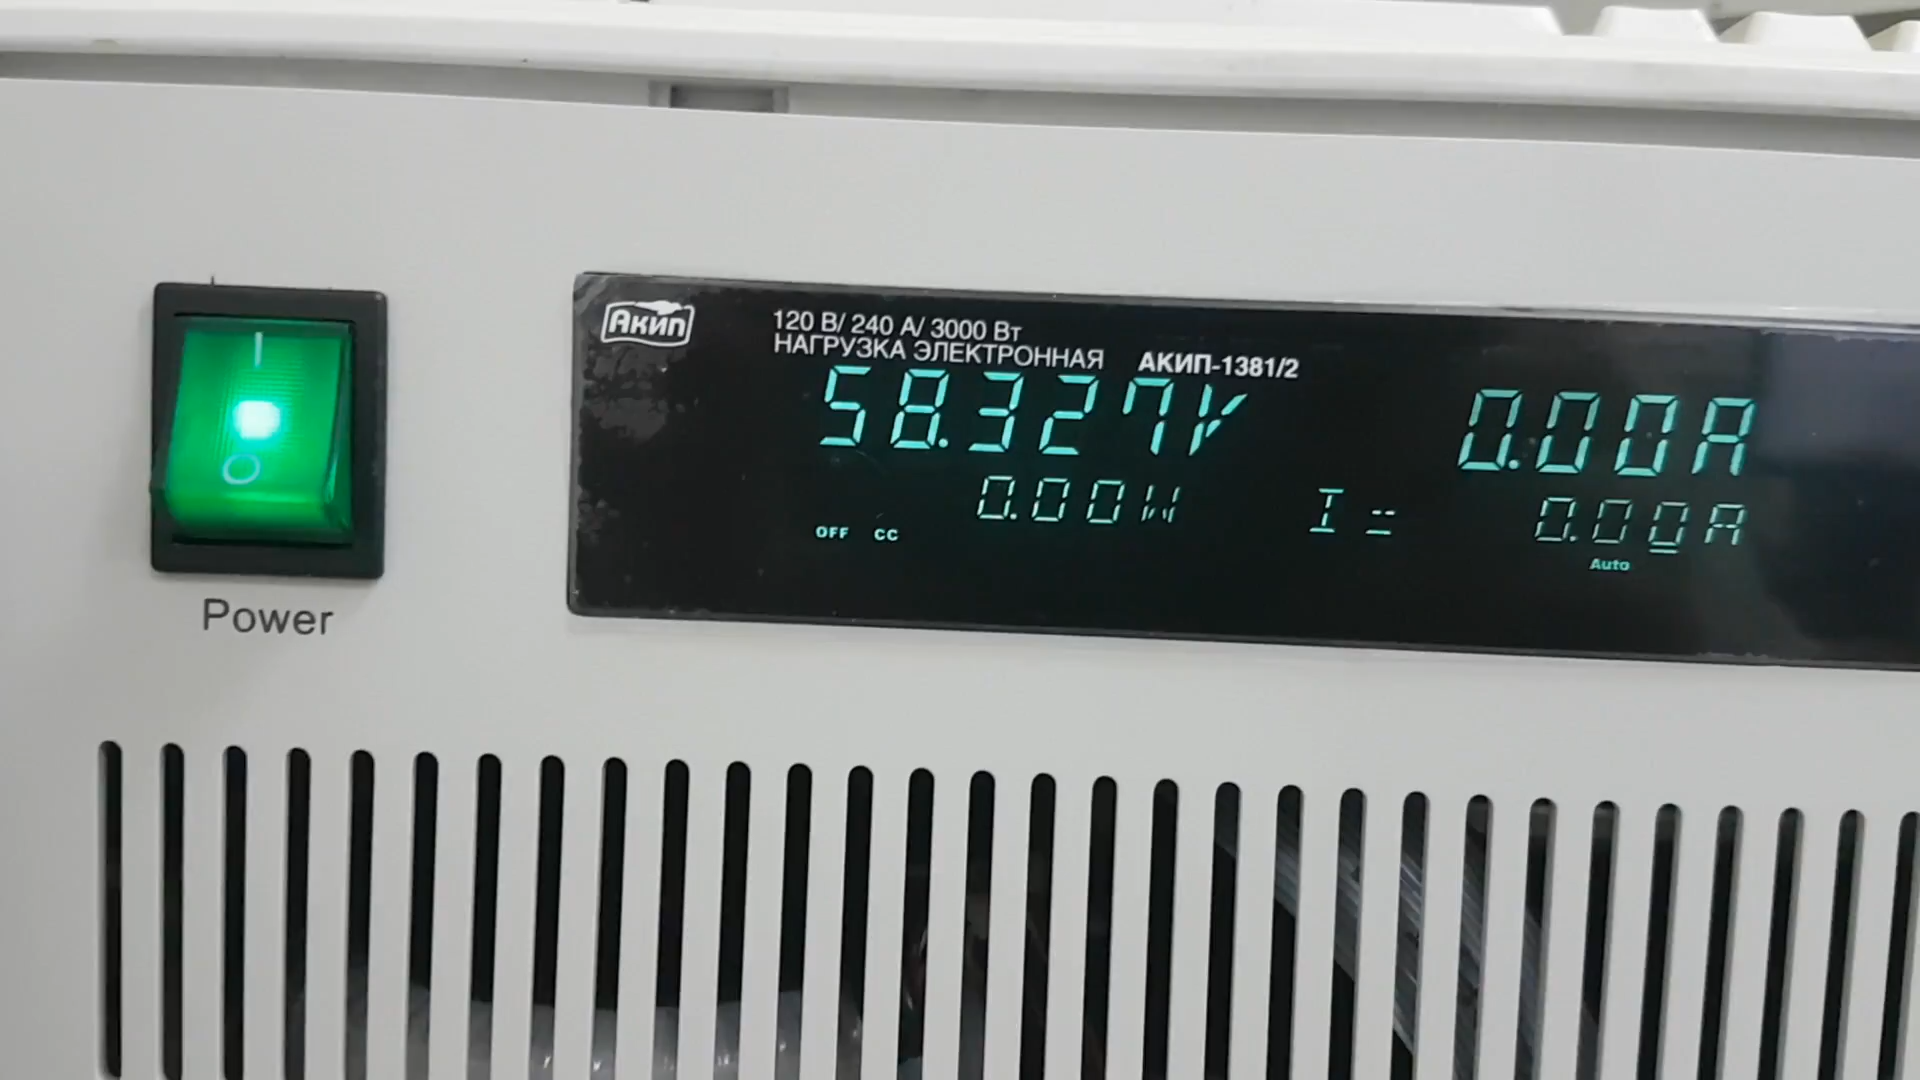 Акип
120 В/ 240 А/ 3000 Вт
НАГРУЗКА ЭЛЕКТРОННАЯ АКИП-1381/2
58.327V 0.00A
0.00W I = 0.00A
OFF CC Auto
Power